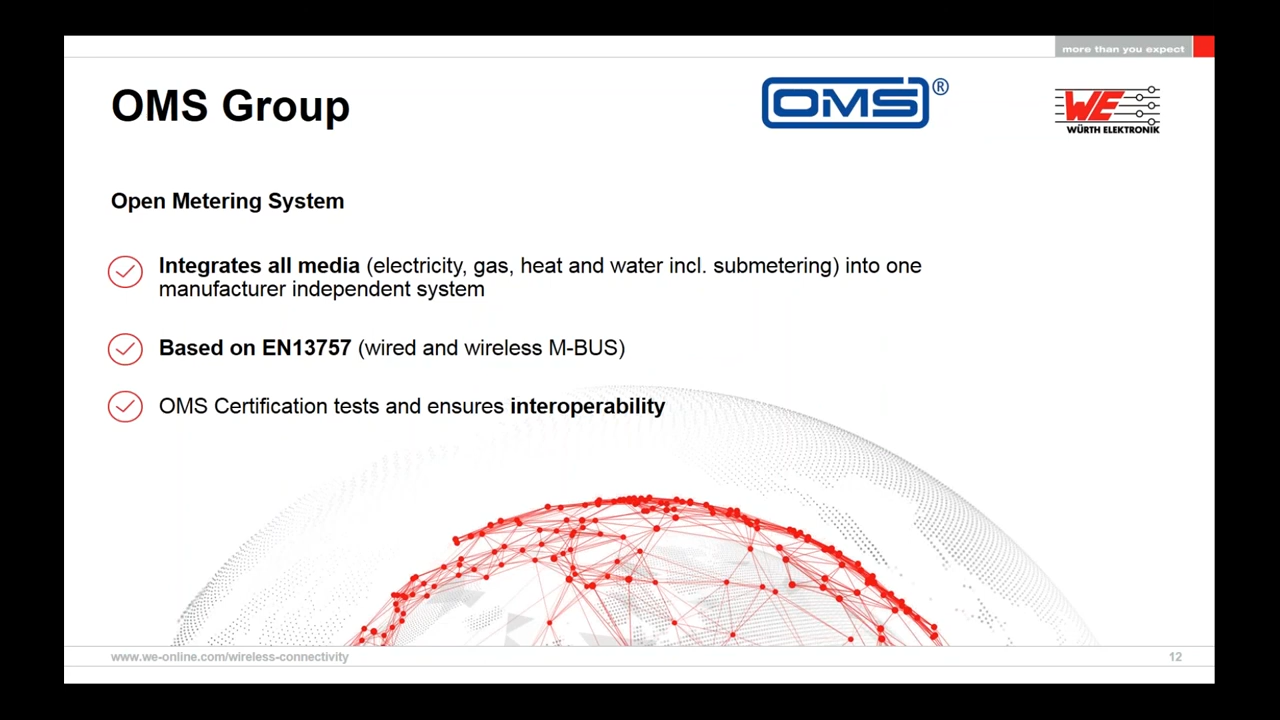 more than you expect
OMS Group
OMS®
WE
WÜRTH ELEKTRONIK
Open Metering System
Integrates all media (electricity, gas, heat and water incl. submetering) into one
manufacturer independent system
Based on EN13757 (wired and wireless M-BUS)
OMS Certification tests and ensures interoperability
www.we-online.com/wireless-connectivity
12